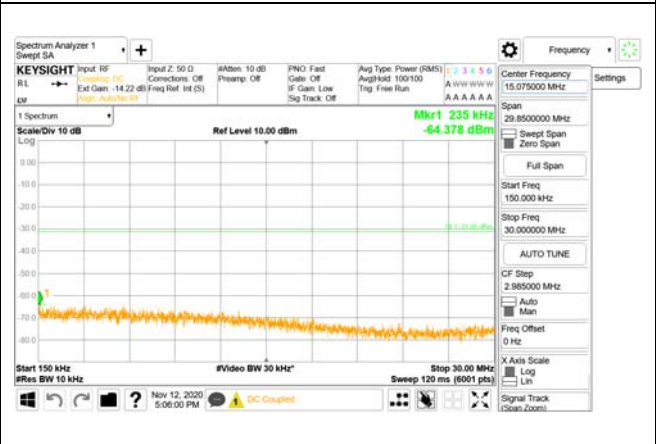 Spectrum Analyzer 1
Swept SA
+
Frequency
KEYSIGHT
Input: RF
Input Z: 50 Ω
#Atten: 10 dB
PNO: Fast
Avg Type: Power (RMS)
1 2 3 4 5 6
RL
Coupling: DC
Corrections: Off
Preamp: Off
Gate: Off
Avg|Hold: 100/100
A W W W W W
Ext Gain: -14.22 dB
Freq Ref: Int (S)
IF Gain: Low
Trig: Free Run
Align: Auto/No RF
Sig Track: Off
A A A A A A
Center Frequency
15.075000 MHz
Settings
1 Spectrum
Mkr1 235 kHz
Scale/Div 10 dB
Ref Level 10.00 dBm
-64.378 dBm
Log
Span
29.8500000 MHz
Swept Span
Zero Span
0.00
Full Span
-10.0
Start Freq
150.000 kHz
-20.0
Stop Freq
30.000000 MHz
-30.0
-40.0
AUTO TUNE
-50.0
CF Step
2.985000 MHz
-60.0
1
Auto
Man
-70.0
Freq Offset
0 Hz
-80.0
X Axis Scale
Log
Lin
Start 150 kHz
#Video BW 30 kHz*
Stop 30.00 MHz
#Res BW 10 kHz
Sweep 120 ms (6001 pts)
?
Nov 12, 2020
5:06:00 PM
1
DC Coupled
Signal Track
(Span Zoom)